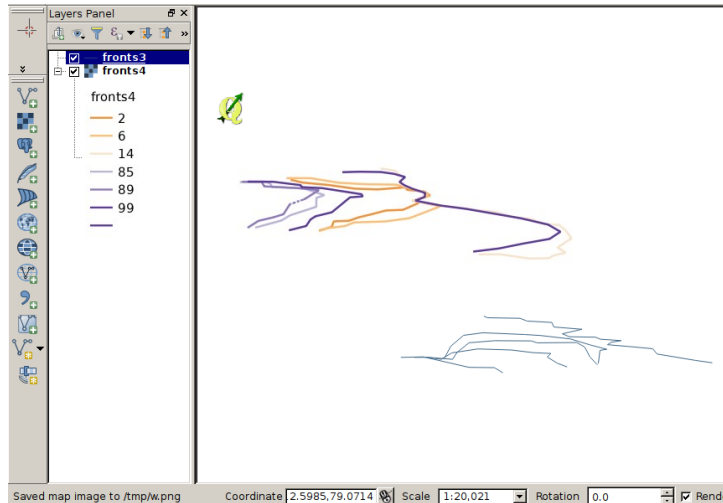 Layers Panel
fronts3
fronts4
fronts4
2
6
14
85
89
99
Saved map image to /tmp/w.png Coordinate 2.5985,79.0714 Scale 1:20,021 Rotation 0.0 Rend